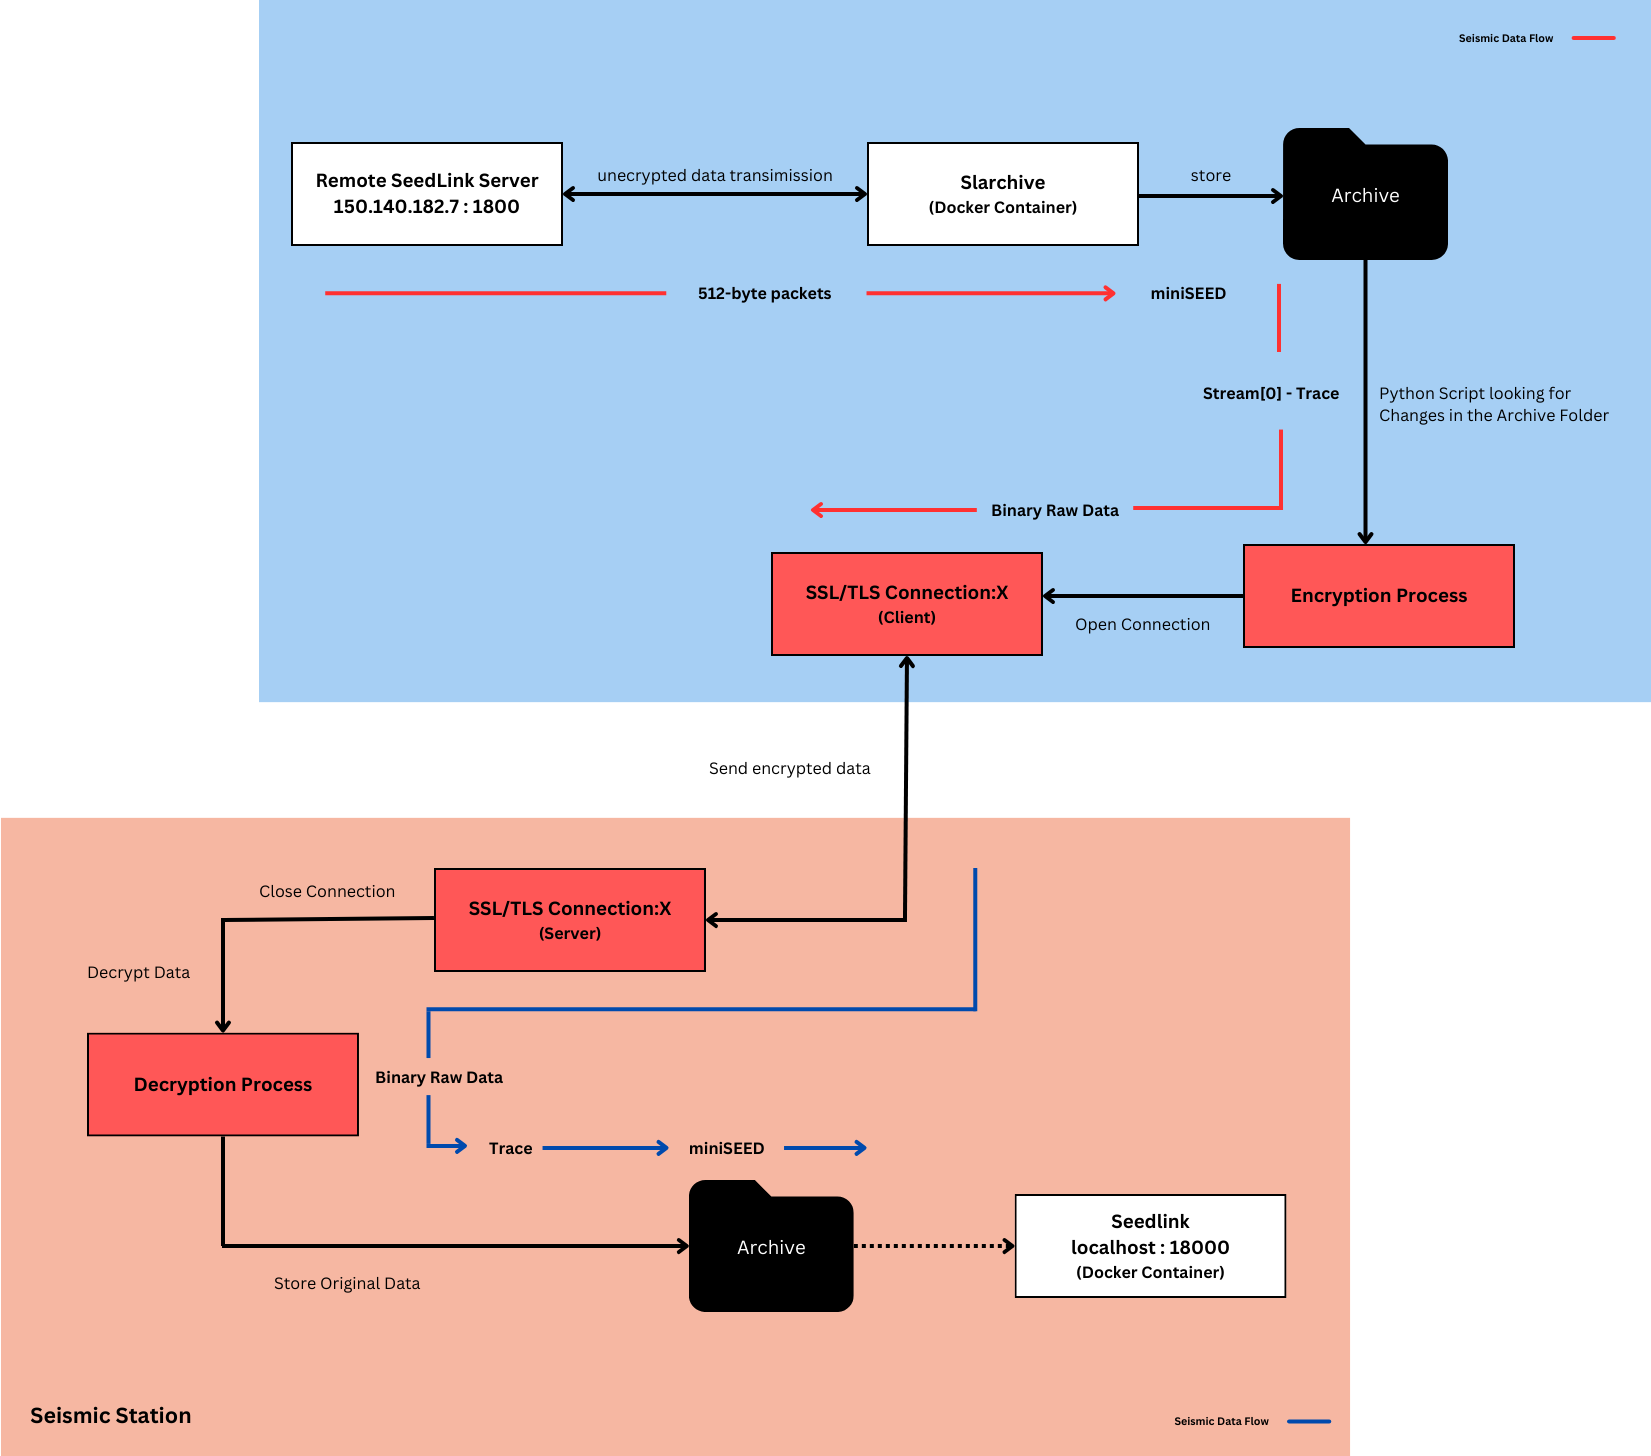 Seismic Data Flow
Remote SeedLink Server
150.140.182.7 : 1800
unecrypted data transimission
Slarchive
(Docker Container)
store
Archive
512-byte packets
miniSEED
Stream[0] - Trace
Python Script looking for
Changes in the Archive Folder
Binary Raw Data
SSL/TLS Connection:X
(Client)
Open Connection
Encryption Process
Send encrypted data
Close Connection
SSL/TLS Connection:X
(Server)
Decrypt Data
Decryption Process
Binary Raw Data
Trace
miniSEED
Archive
Seedlink
localhost : 18000
(Docker Container)
Store Original Data
Seismic Station
Seismic Data Flow